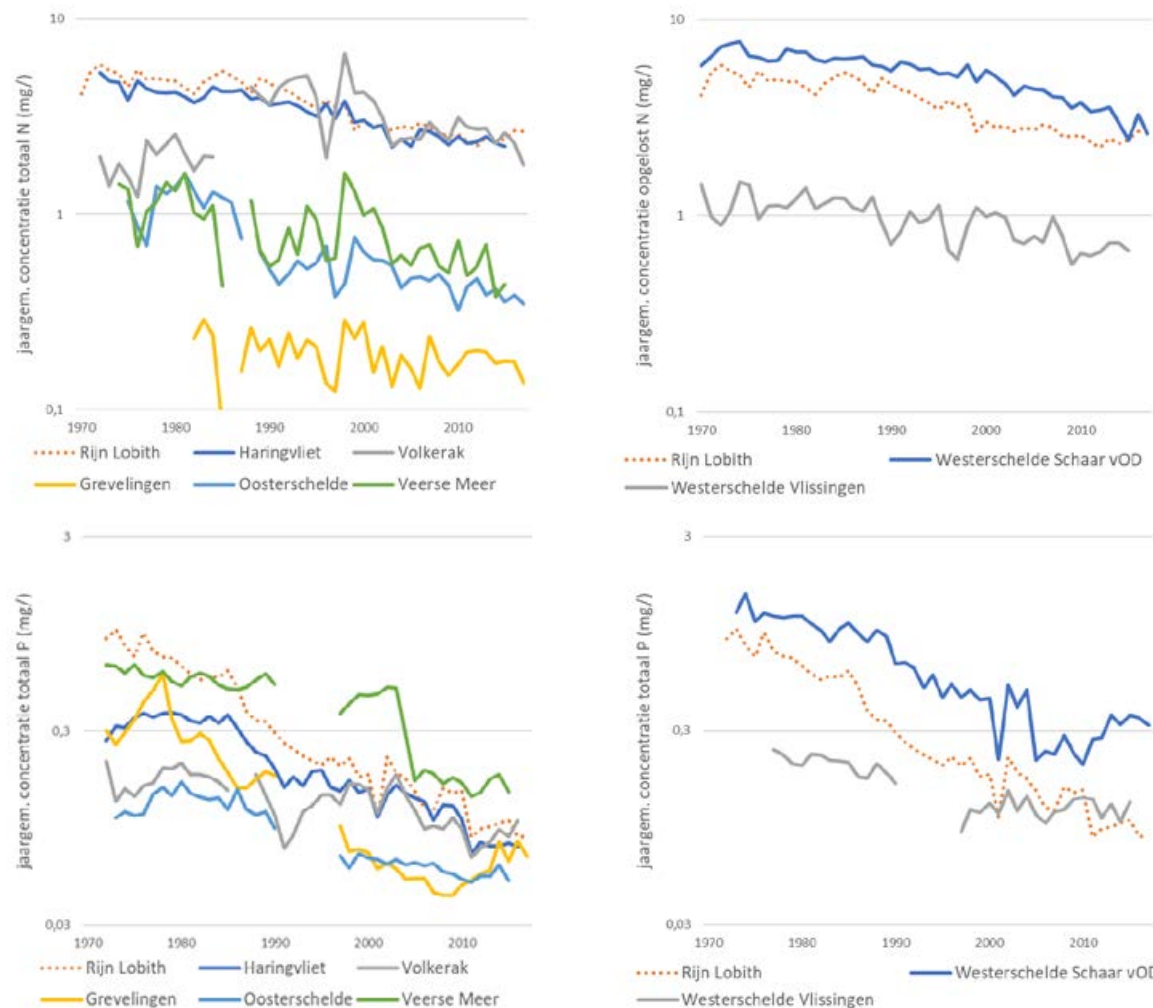 jaargem. concentratie totaal N (mg/)
10
1
0,1
1970 1980 1990 2000 2010
Rijn Lobith Haringvliet Volkerak
Grevelingen Oosterschelde Veerse Meer
jaargem. concentratie opgelost N (mg/)
10
1
0,1
1970 1980 1990 2000 2010
Rijn Lobith Westerschelde Schaar vOD
Westerschelde Vlissingen
jaargem. concentratie totaal P (mg/)
3
0,3
0,03
1970 1980 1990 2000 2010
Rijn Lobith Haringvliet Volkerak
Grevelingen Oosterschelde Veerse Meer
jaargem. concentratie totaal P (mg/)
3
0,3
0,03
1970 1980 1990 2000 2010
Rijn Lobith Westerschelde Schaar vOD
Westerschelde Vlissingen